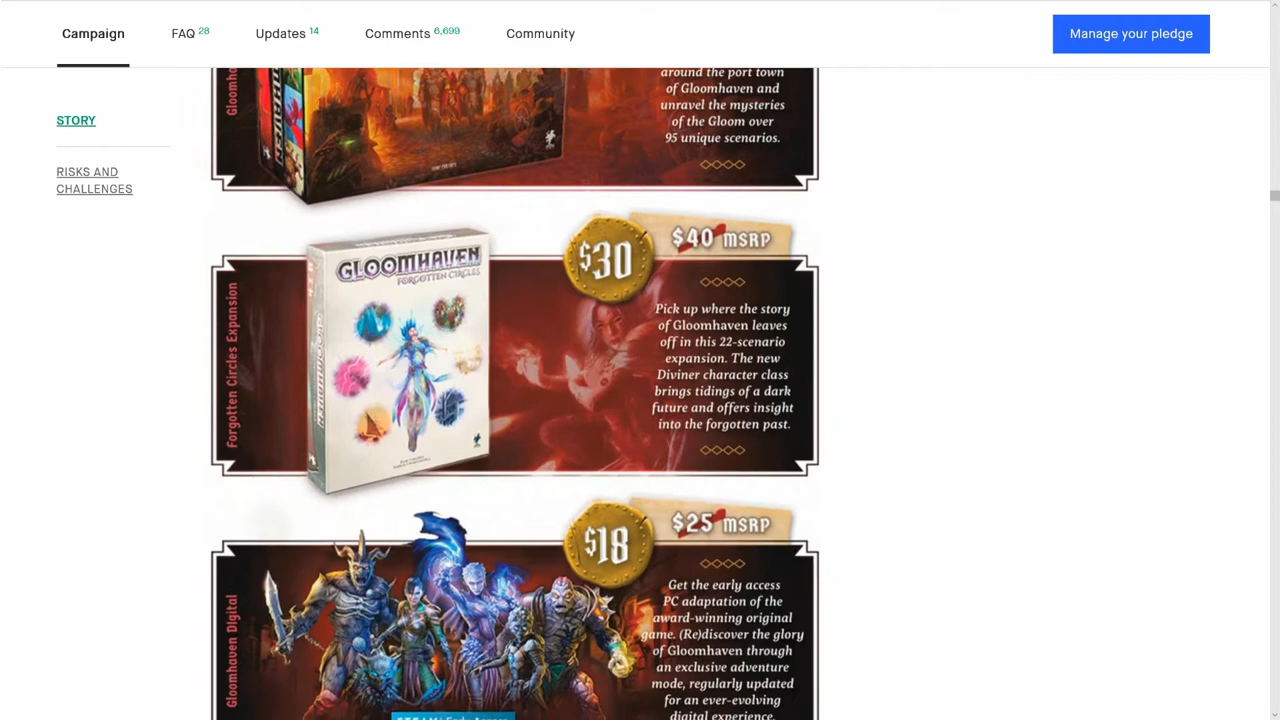 Campaign
FAQ 28
Updates 14
Comments 6,699
Community
Manage your pledge
STORY
RISKS AND
CHALLENGES
around the port town
of Gloomhaven and
unravel the mysteries
of the Gloom over
95 unique scenarios.
$30
$40 MSRP
GLOOMHAVEN
FORGOTTEN CIRCLES
Forgotten Circles Expansion
Pick up where the story
of Gloomhaven leaves
off in this 22-scenario
expansion. The new
Diviner character class
brings tidings of a dark
future and offers insight
into the forgotten past.
$18
$25 MSRP
Gloomhaven Digital
Get the early access
PC adaptation of the
award-winning original
game. (Re)discover the glory
of Gloomhaven through
an exclusive adventure
mode, regularly updated
for an ever-evolving
digital experience.